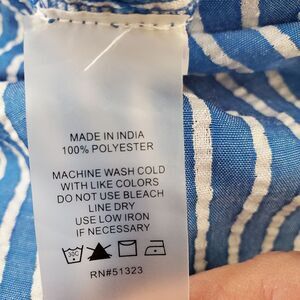 MADE IN INDIA
100% POLYESTER
MACHINE WASH COLD
WITH LIKE COLORS
DO NOT USE BLEACH
LINE DRY
USE LOW IRON
IF NECESSARY
30C
RN#51323